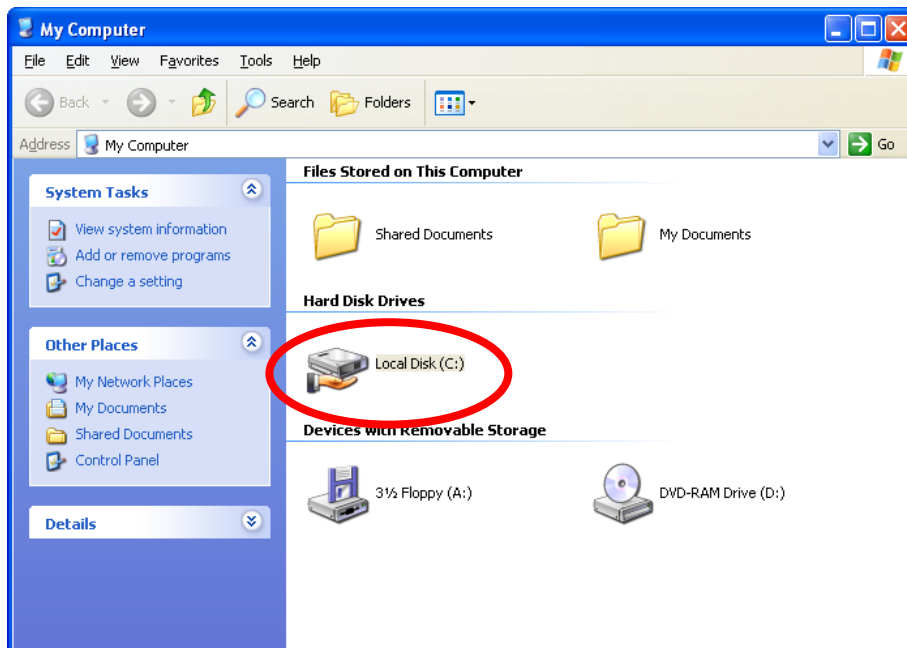 My Computer
File Edit View Favorites Tools Help
Back Search Folders
Address My Computer Go
System Tasks
View system information
Add or remove programs
Change a setting
Other Places
My Network Places
My Documents
Shared Documents
Control Panel
Details
Files Stored on This Computer
Shared Documents My Documents
Hard Disk Drives
Local Disk (C:)
Devices with Removable Storage
3½ Floppy (A:) DVD-RAM Drive (D:)